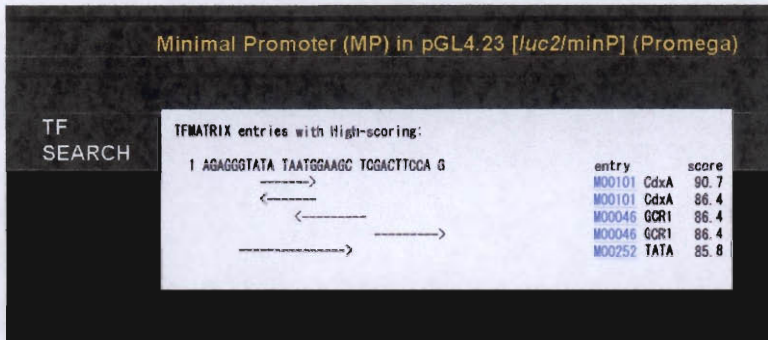 Minimal Promoter (MP) in pGL4.23 [luc2/minP] (Promega)
TF
SEARCH
TFMATRIX entries with High-scoring:
1 AGAGGGTATA TAATGGAAGC TCGACTTCCA G entry score
M00101 CdxA 90.7
M00101 CdxA 86.4
M00046 GCR1 86.4
M00046 GCR1 86.4
M00252 TATA 85.8